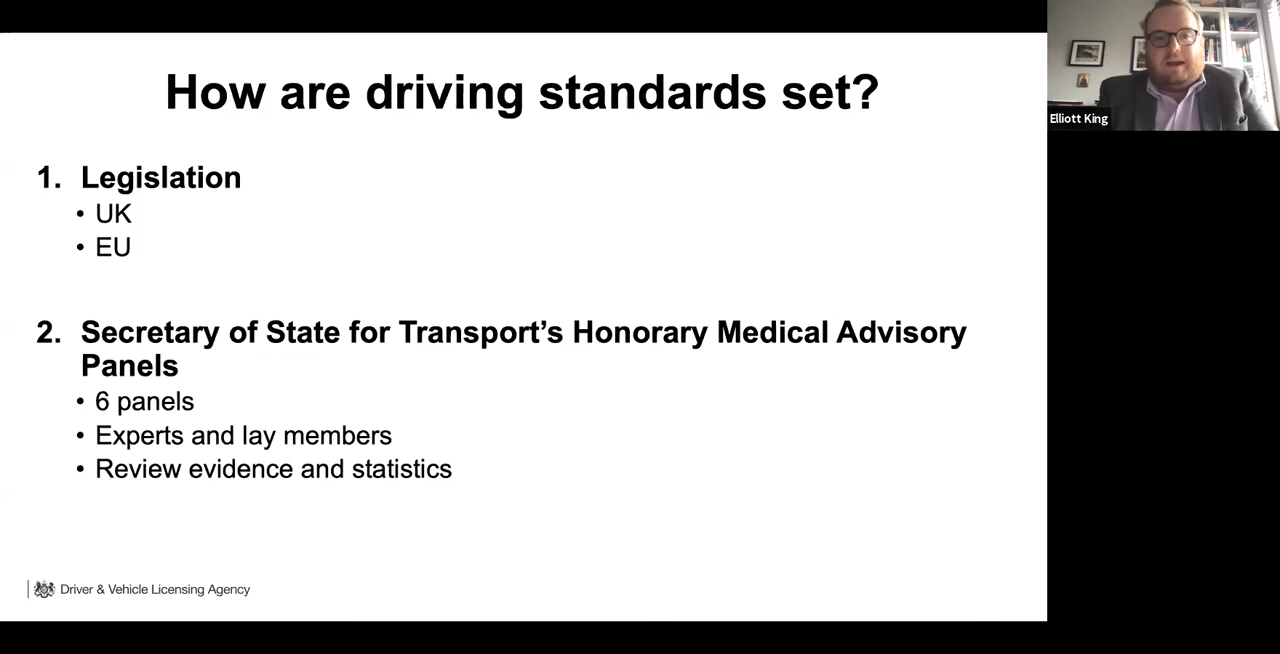 How are driving standards set?
Elliott King
1. Legislation
• UK
• EU
2. Secretary of State for Transport’s Honorary Medical Advisory
Panels
• 6 panels
• Experts and lay members
• Review evidence and statistics
Driver & Vehicle Licensing Agency